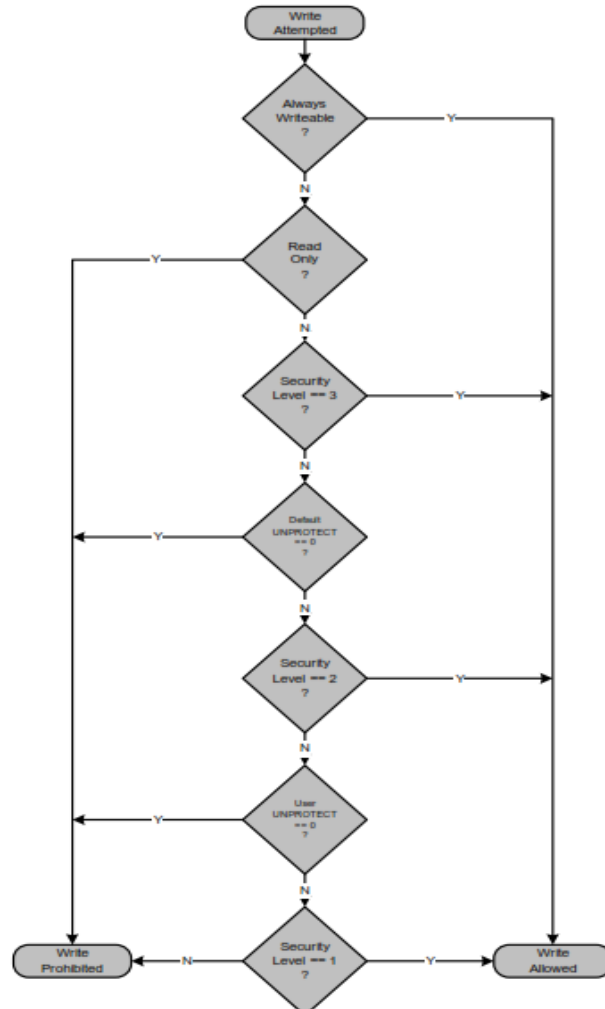 Write
Attempted
Always
Writeable
?
Y
N
Read
Only
?
Y
N
Security
Level == 3
?
Y
N
Default
UNPROTECT
== 0
?
Y
N
Security
Level == 2
?
Y
N
User
UNPROTECT
== 0
?
Y
N
Write
Prohibited
N
Security
Level == 1
?
Y
Write
Allowed